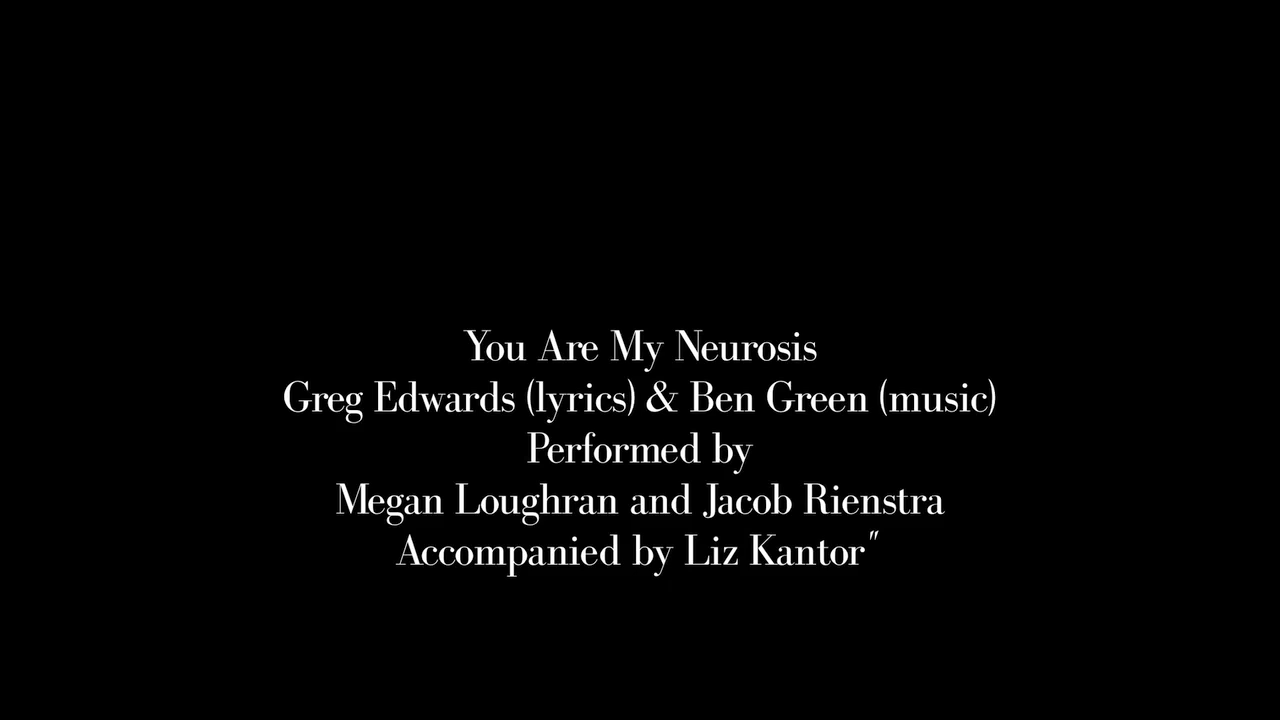 You Are My Neurosis
Greg Edwards (lyrics) & Ben Green (music)
Performed by
Megan Loughran and Jacob Rienstra
Accompanied by Liz Kantor"